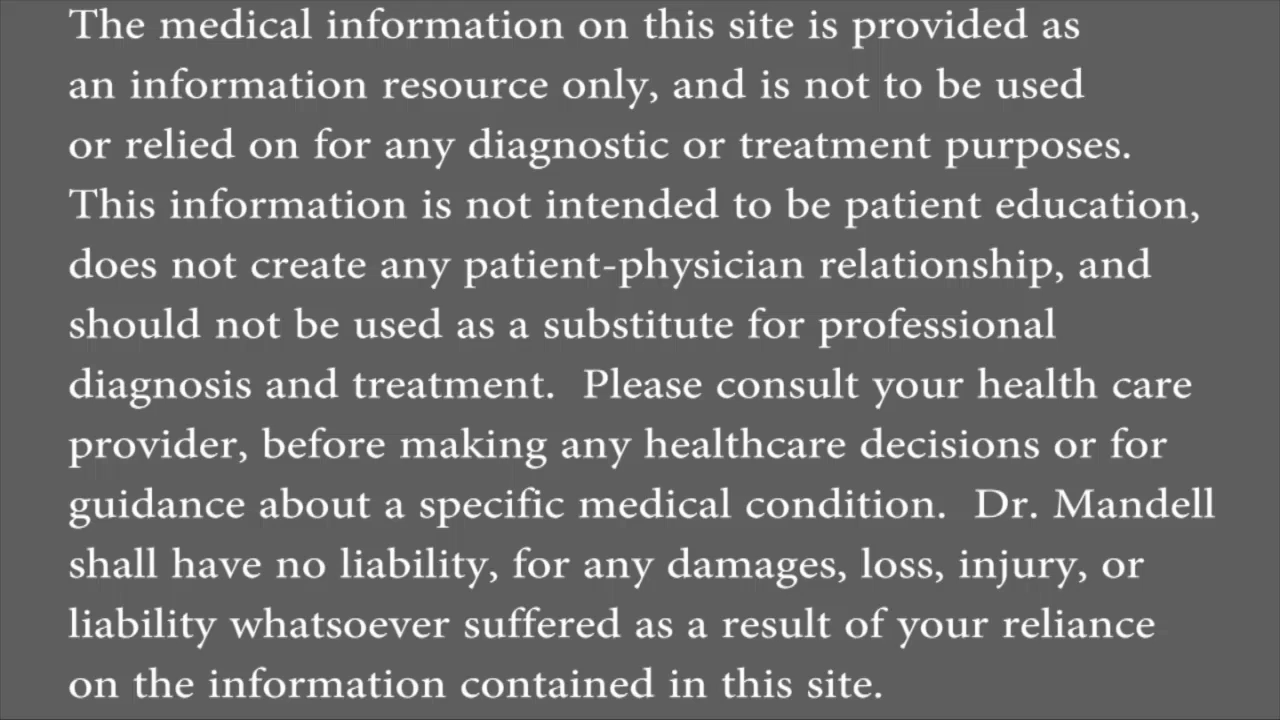 The medical information on this site is provided as
an information resource only, and is not to be used
or relied on for any diagnostic or treatment purposes.
This information is not intended to be patient education,
does not create any patient-physician relationship, and
should not be used as a substitute for professional
diagnosis and treatment.  Please consult your health care
provider, before making any healthcare decisions or for
guidance about a specific medical condition.  Dr. Mandell
shall have no liability, for any damages, loss, injury, or
liability whatsoever suffered as a result of your reliance
on the information contained in this site.